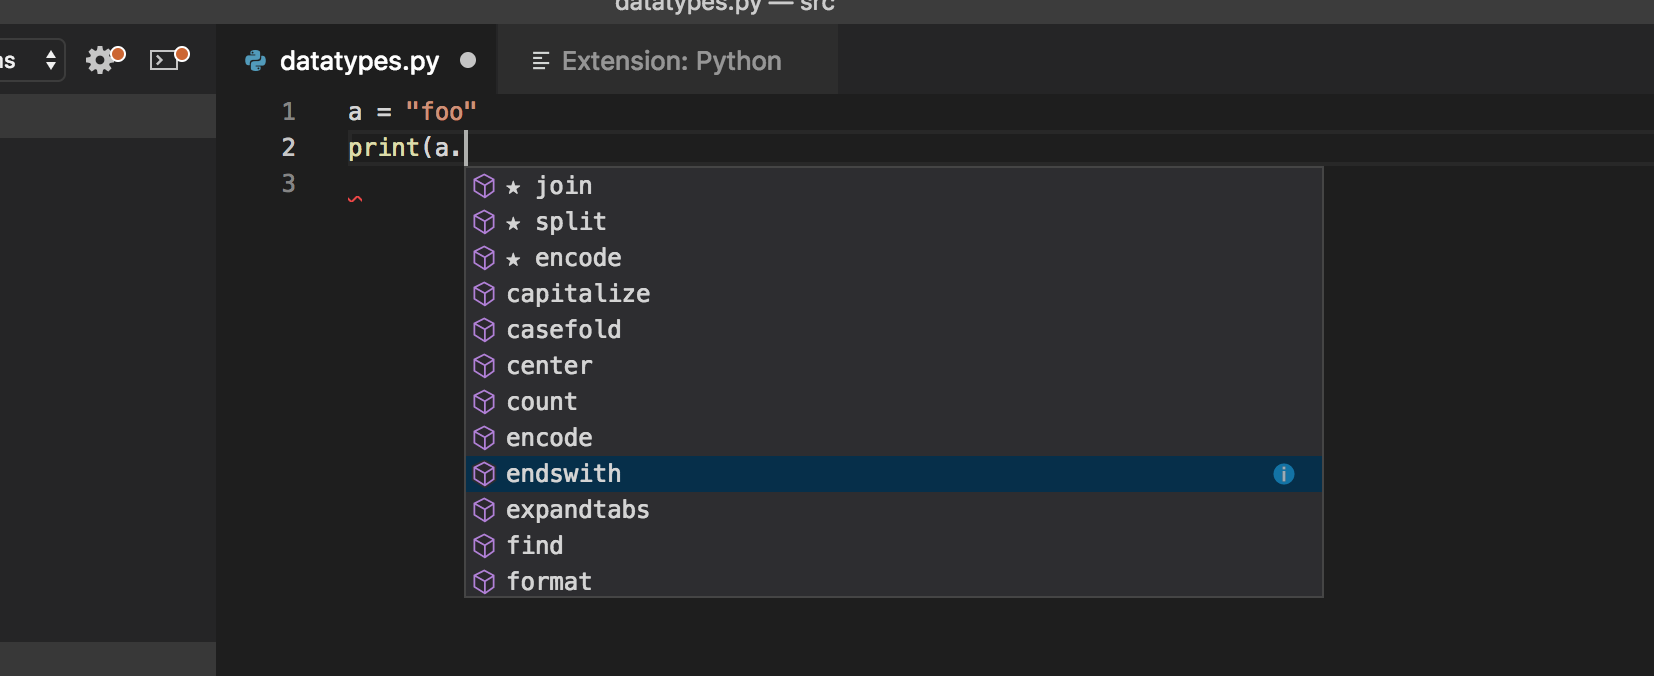 datatypes.py — src
datatypes.py
Extension: Python
1 a = "foo"
2 print(a.
3
★ join
★ split
★ encode
capitalize
casefold
center
count
encode
endswith
expandtabs
find
format